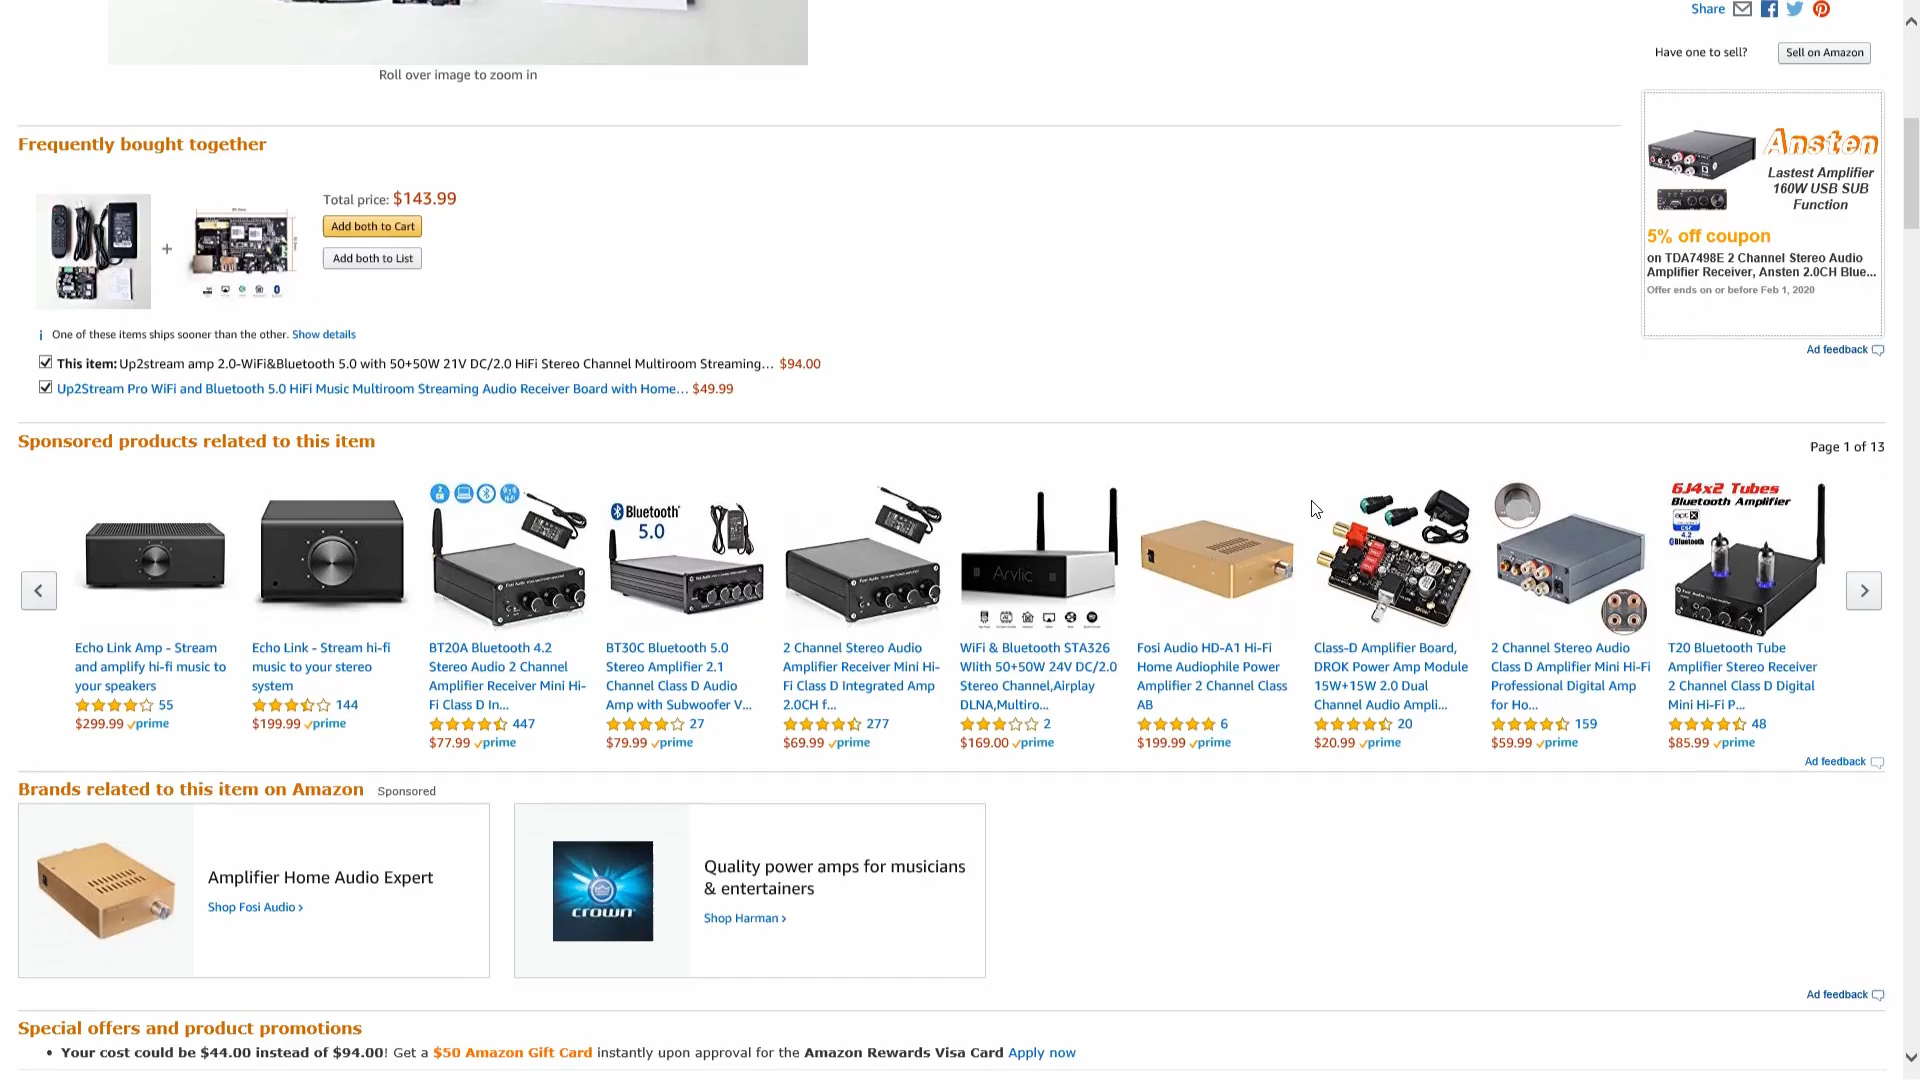 Share
Have one to sell?
Sell on Amazon
Roll over image to zoom in
Frequently bought together
Total price: $143.99
Add both to Cart
+
Add both to List
i One of these items ships sooner than the other. Show details
This item: Up2stream amp 2.0-WiFi&Bluetooth 5.0 with 50+50W 21V DC/2.0 HiFi Stereo Channel Multiroom Streaming... $94.00
Up2Stream Pro WiFi and Bluetooth 5.0 HiFi Music Multiroom Streaming Audio Receiver Board with Home... $49.99
Ansten
Lastest Amplifier
160W USB SUB
Function
5% off coupon
on TDA7498E 2 Channel Stereo Audio
Amplifier Receiver, Ansten 2.0CH Blue...
Offer ends on or before Feb 1, 2020
Ad feedback
Sponsored products related to this item
Page 1 of 13
Echo Link Amp - Stream
and amplify hi-fi music to
your speakers
55
$299.99 prime
Echo Link - Stream hi-fi
music to your stereo
system
144
$199.99 prime
BT20A Bluetooth 4.2
Stereo Audio 2 Channel
Amplifier Receiver Mini Hi-
Fi Class D In...
447
$77.99 prime
Bluetooth
5.0
BT30C Bluetooth 5.0
Stereo Amplifier 2.1
Channel Class D Audio
Amp with Subwoofer V...
27
$79.99 prime
2 Channel Stereo Audio
Amplifier Receiver Mini Hi-
Fi Class D Integrated Amp
2.0CH f...
277
$69.99 prime
Arylic
WiFi & Bluetooth STA326
WIith 50+50W 24V DC/2.0
Stereo Channel,Airplay
DLNA,Multiro...
2
$169.00 prime
Fosi Audio HD-A1 Hi-Fi
Home Audiophile Power
Amplifier 2 Channel Class
AB
6
$199.99 prime
Class-D Amplifier Board,
DROK Power Amp Module
15W+15W 2.0 Dual
Channel Audio Ampli...
20
$20.99 prime
2 Channel Stereo Audio
Class D Amplifier Mini Hi-Fi
Professional Digital Amp
for Ho...
159
$59.99 prime
6J4x2 Tubes
Bluetooth Amplifier
aptX
CSR
4.2
Bluetooth
T20 Bluetooth Tube
Amplifier Stereo Receiver
2 Channel Class D Digital
Mini Hi-Fi P...
48
$85.99 prime
Ad feedback
Brands related to this item on Amazon Sponsored
Amplifier Home Audio Expert
Shop Fosi Audio ›
crown
Quality power amps for musicians
& entertainers
Shop Harman ›
Ad feedback
Special offers and product promotions
• Your cost could be $44.00 instead of $94.00! Get a $50 Amazon Gift Card instantly upon approval for the Amazon Rewards Visa Card Apply now